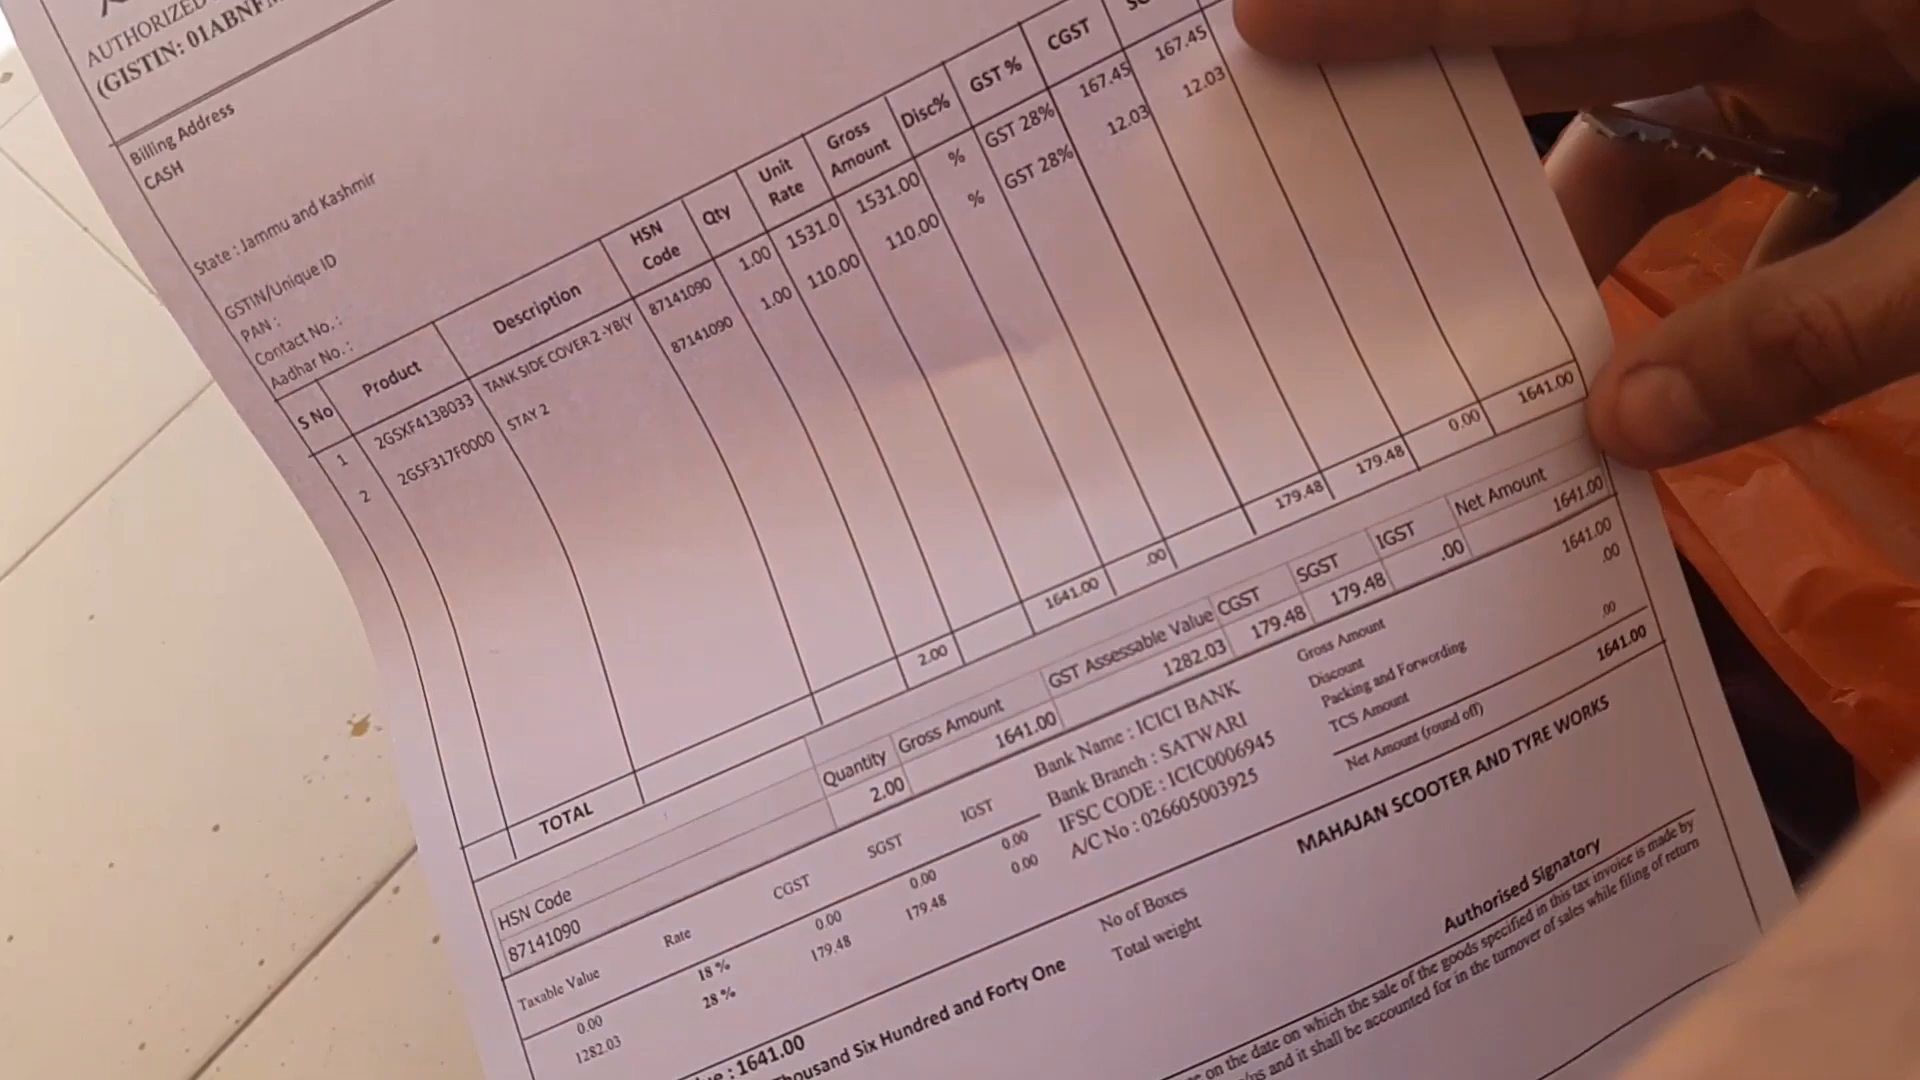 AUTHORIZED
(GISTIN: 01ABNF
Billing Address
CASH
State : Jammu and Kashmir
GSTIN/Unique ID
PAN :
Contact No. :
Aadhar No. :
S No Product Description HSN Code Qty Unit Rate Gross Amount Disc% GST % CGST
1 2GSXF413B033 TANK SIDE COVER 2 -YB(Y 87141090 1.00 1531.0 1531.00 % GST 28% 167.45 167.45
2 2GSF317F0000 STAY 2 87141090 1.00 110.00 110.00 % GST 28% 12.03 12.03
TOTAL 2.00 1641.00 .00 179.48 179.48 0.00 1641.00
Quantity Gross Amount GST Assessable Value CGST SGST IGST Net Amount
2.00 1641.00 1282.03 179.48 179.48 .00 1641.00
HSN Code
87141090
Taxable Value Rate CGST SGST IGST
0.00 18 % 0.00 0.00 0.00
1282.03 28 % 179.48 179.48 0.00
Bank Name : ICICI BANK
Bank Branch : SATWARI
IFSC CODE : ICIC0006945
A/C No : 026605003925
Gross Amount 1641.00
Discount .00
Packing and Forwording
TCS Amount .00
Net Amount (round off) 1641.00
: 1641.00
housand Six Hundred and Forty One
No of Boxes
Total weight
MAHAJAN SCOOTER AND TYRE WORKS
Authorised Signatory
on the date on which the sale of the goods specified in this tax invoice is made by
and it shall be accounted for in the turnover of sales while filing of return